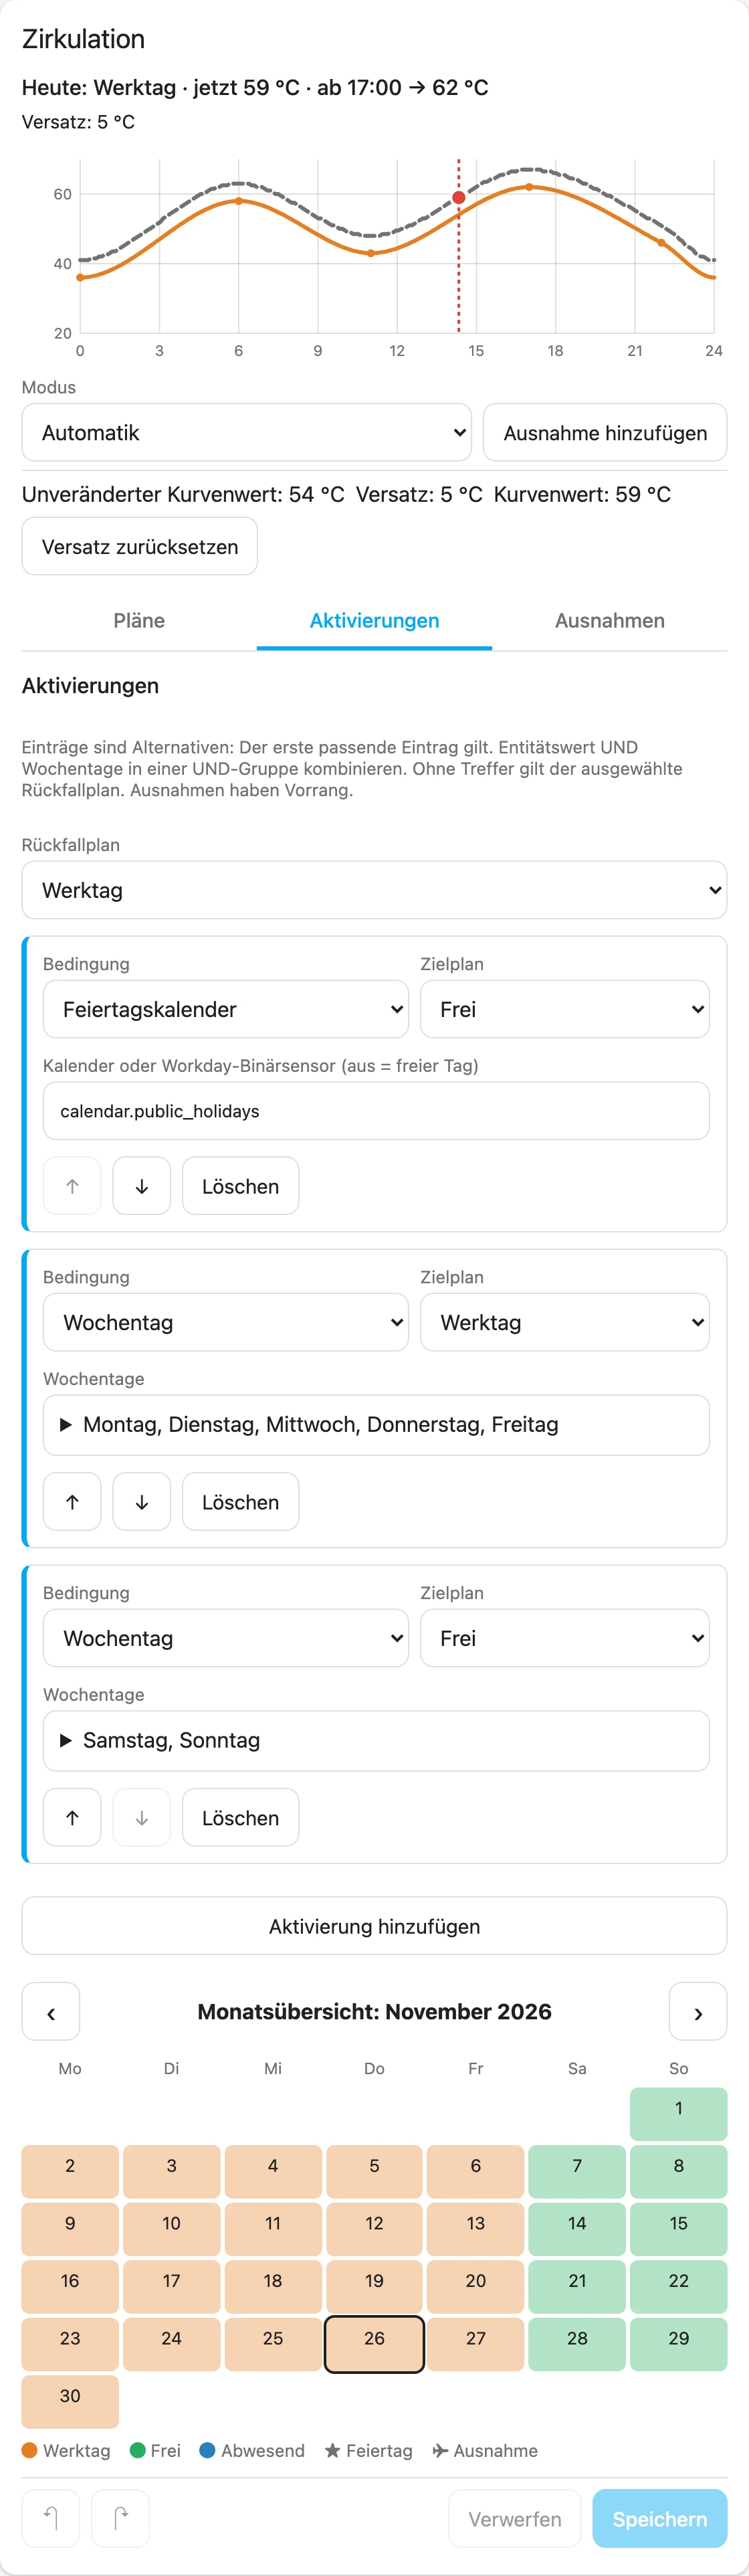 Zirkulation
Heute: Werktag · jetzt 59 °C · ab 17:00 → 62 °C
Versatz: 5 °C
60
40
20
0 3 6 9 12 15 18 21 24
Modus
Automatik Ausnahme hinzufügen
Unveränderter Kurvenwert: 54 °C Versatz: 5 °C Kurvenwert: 59 °C
Versatz zurücksetzen
Pläne Aktivierungen Ausnahmen
Aktivierungen
Einträge sind Alternativen: Der erste passende Eintrag gilt. Entitätswert UND
Wochentage in einer UND-Gruppe kombinieren. Ohne Treffer gilt der ausgewählte
Rückfallplan. Ausnahmen haben Vorrang.
Rückfallplan
Werktag
Bedingung Zielplan
Feiertagskalender Frei
Kalender oder Workday-Binärsensor (aus = freier Tag)
calendar.public_holidays
↑ ↓ Löschen
Bedingung Zielplan
Wochentag Werktag
Wochentage
▶ Montag, Dienstag, Mittwoch, Donnerstag, Freitag
↑ ↓ Löschen
Bedingung Zielplan
Wochentag Frei
Wochentage
▶ Samstag, Sonntag
↑ ↓ Löschen
Aktivierung hinzufügen
‹ Monatsübersicht: November 2026 ›
Mo Di Mi Do Fr Sa So
1
2 3 4 5 6 7 8
9 10 11 12 13 14 15
16 17 18 19 20 21 22
23 24 25 26 27 28 29
30
Werktag Frei Abwesend ★ Feiertag ✈ Ausnahme
Verwerfen Speichern